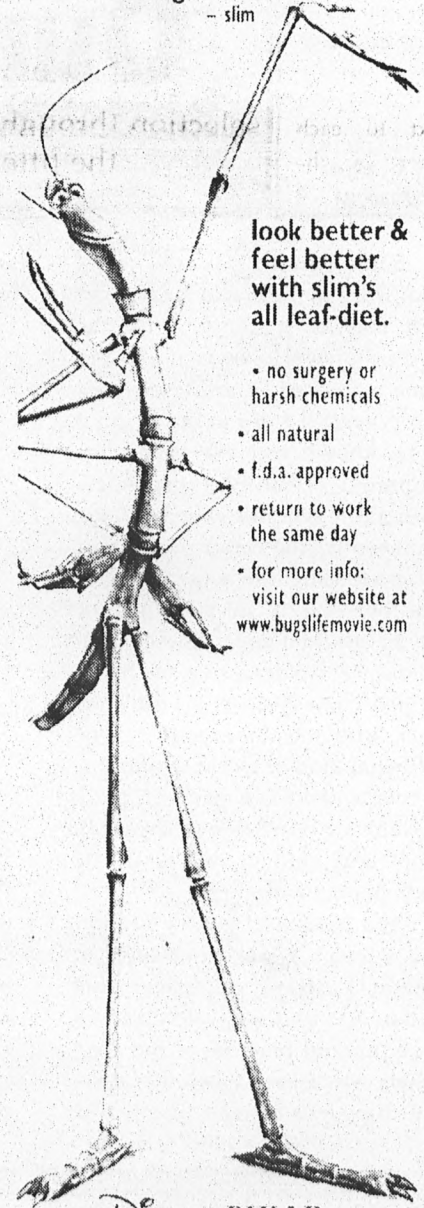 – slim
look better &
feel better
with slim's
all leaf-diet.
• no surgery or
harsh chemicals
• all natural
• f.d.a. approved
• return to work
the same day
• for more info:
visit our website at
www.bugslifemovie.com